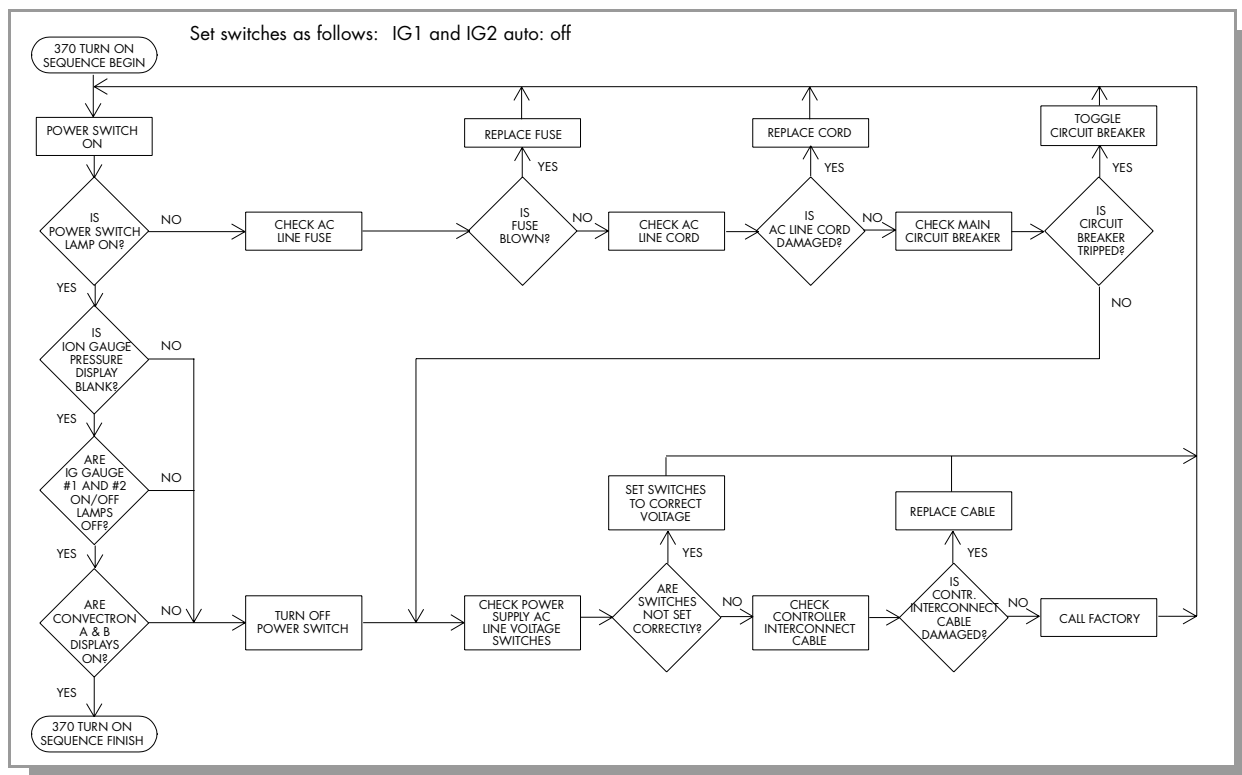 Set switches as follows: IG1 and IG2 auto: off
370 TURN ON
SEQUENCE BEGIN
POWER SWITCH
ON
REPLACE FUSE
REPLACE CORD
TOGGLE
CIRCUIT BREAKER
YES
YES
YES
IS
POWER SWITCH
LAMP ON?
NO
CHECK AC
LINE FUSE
IS
FUSE
BLOWN?
NO
CHECK AC
LINE CORD
IS
AC LINE CORD
DAMAGED?
NO
CHECK MAIN
CIRCUIT BREAKER
IS
CIRCUIT
BREAKER
TRIPPED?
YES
NO
IS
ION GAUGE
PRESSURE
DISPLAY
BLANK?
NO
YES
ARE
IG GAUGE
#1 AND #2
ON/OFF
LAMPS
OFF?
NO
SET SWITCHES
TO CORRECT
VOLTAGE
REPLACE CABLE
YES
YES
YES
ARE
CONVECTRON
A & B
DISPLAYS
ON?
NO
TURN OFF
POWER SWITCH
CHECK POWER
SUPPLY AC
LINE VOLTAGE
SWITCHES
ARE
SWITCHES
NOT SET
CORRECTLY?
NO
CHECK
CONTROLLER
INTERCONNECT
CABLE
IS
CONTR.
INTERCONNECT
CABLE
DAMAGED?
NO
CALL FACTORY
YES
370 TURN ON
SEQUENCE FINISH